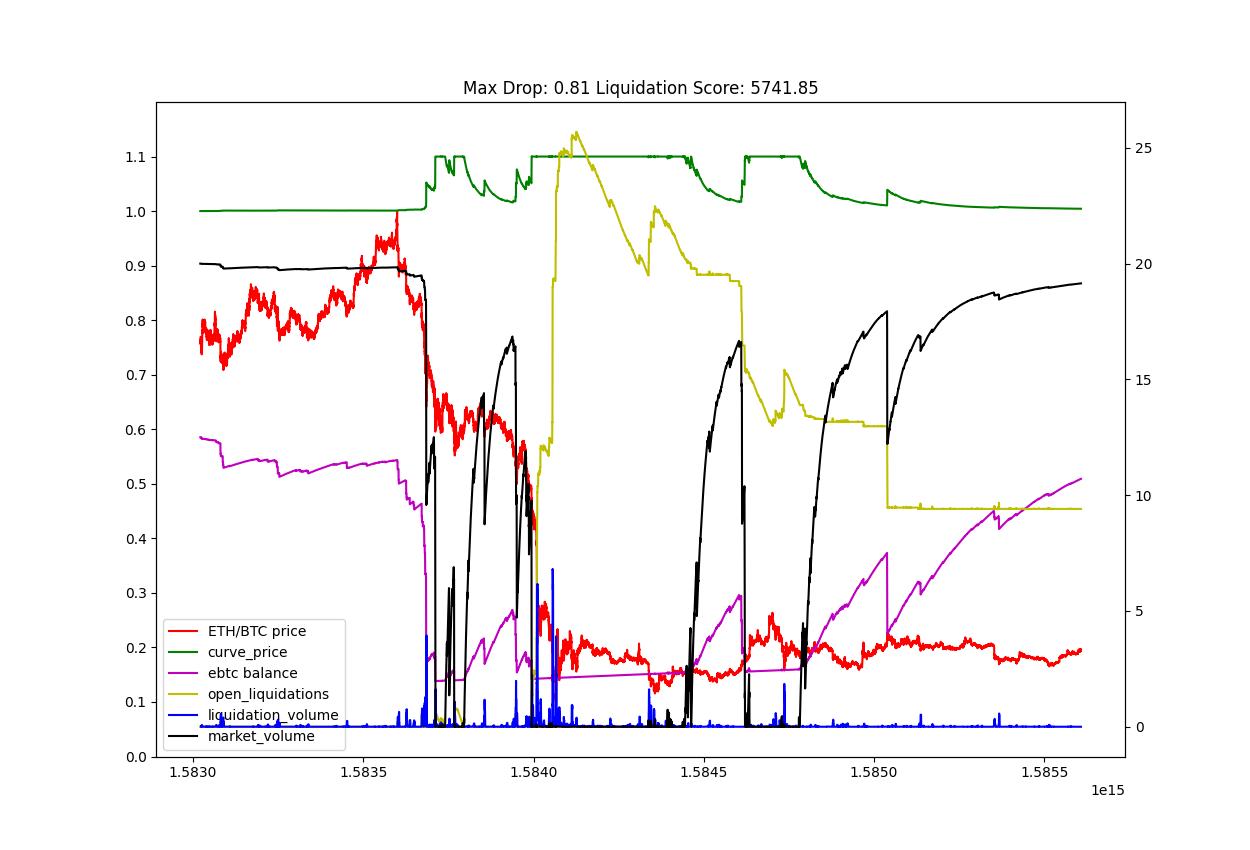 Max Drop: 0.81 Liquidation Score: 5741.85
1.1
1.0
0.9
0.8
0.7
0.6
0.5
0.4
0.3
0.2
0.1
0.0
25
20
15
10
5
0
ETH/BTC price
curve_price
ebtc balance
open_liquidations
liquidation_volume
market_volume
1.5830 1.5835 1.5840 1.5845 1.5850 1.5855
1e15